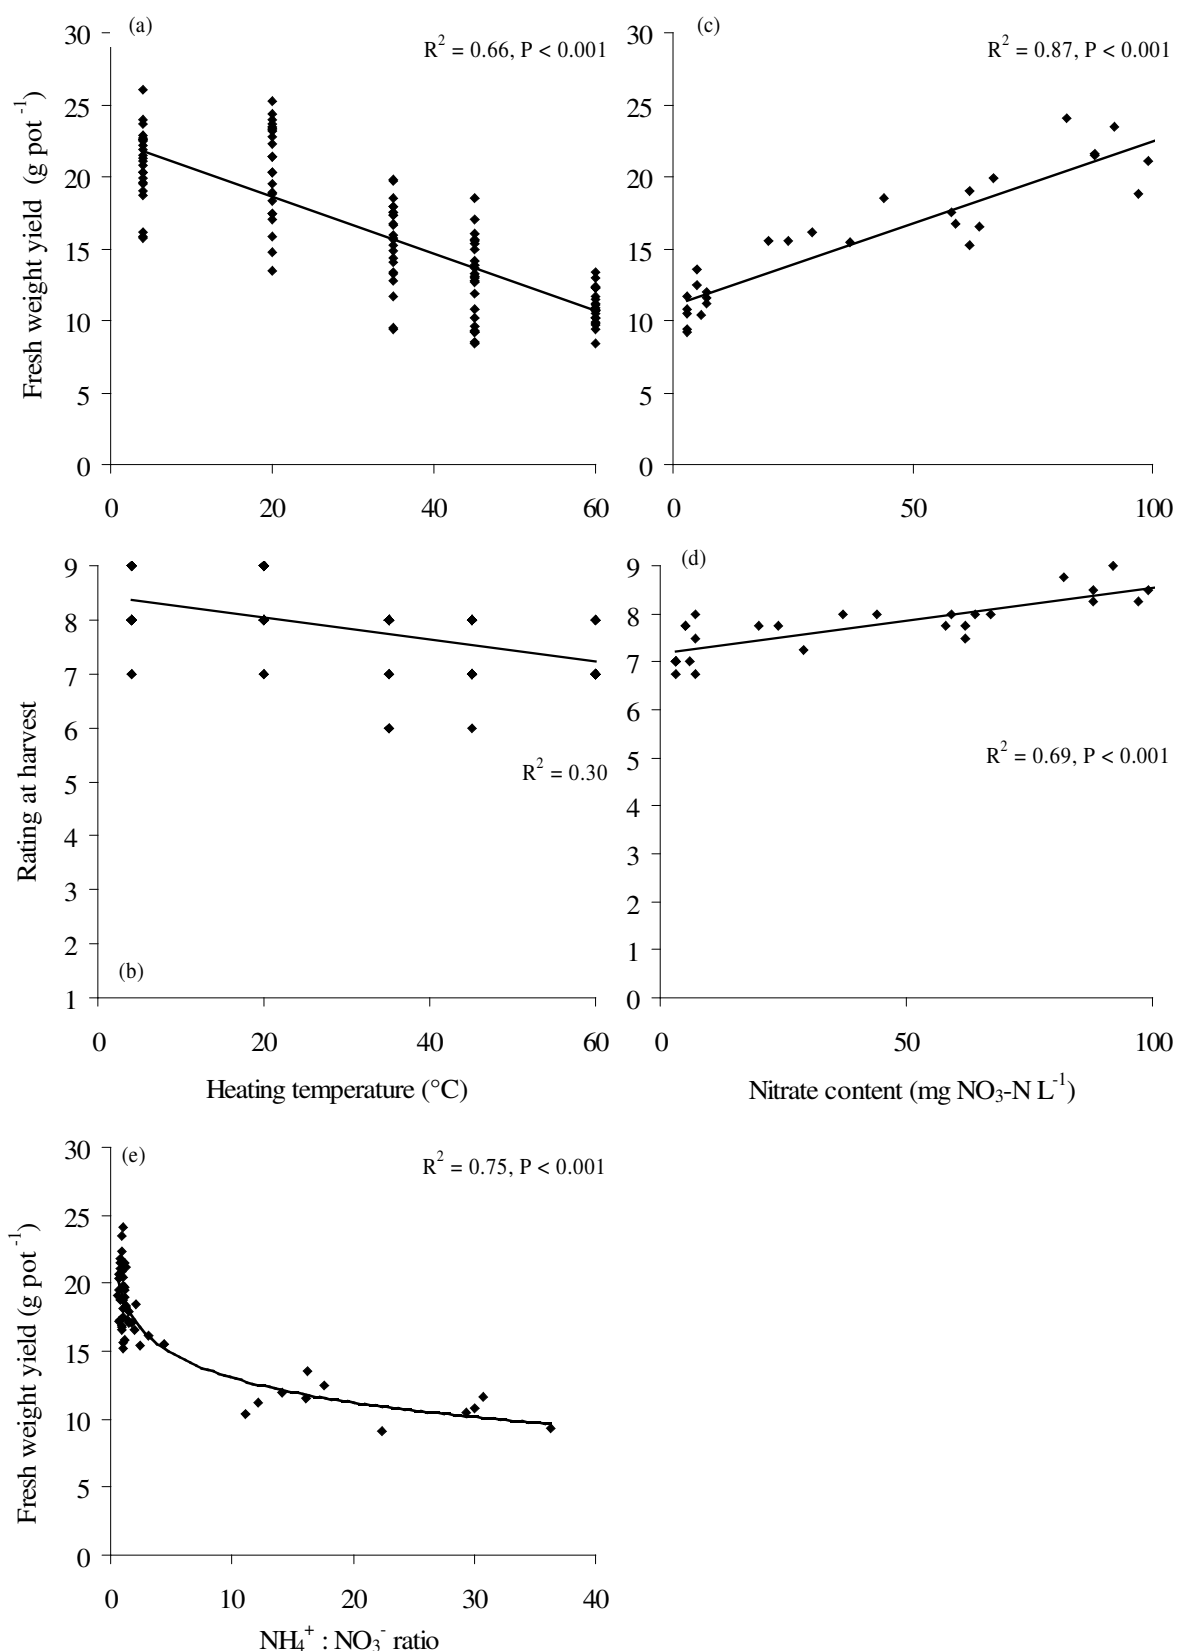 (a)
R² = 0.66, P < 0.001
30
25
20
15
10
5
0
Fresh weight yield (g pot ⁻¹)
0 20 40 60
(c)
R² = 0.87, P < 0.001
30
25
20
15
10
5
0
0 50 100
9
8
7
6
5
4
3
2
1
Rating at harvest
R² = 0.30
(b)
0 20 40 60
Heating temperature (°C)
(d)
9
8
7
6
5
4
3
2
1
0
R² = 0.69, P < 0.001
0 50 100
Nitrate content (mg NO₃-N L⁻¹)
(e)
R² = 0.75, P < 0.001
30
25
20
15
10
5
0
Fresh weight yield (g pot ⁻¹)
0 10 20 30 40
NH₄⁺ : NO₃⁻ ratio